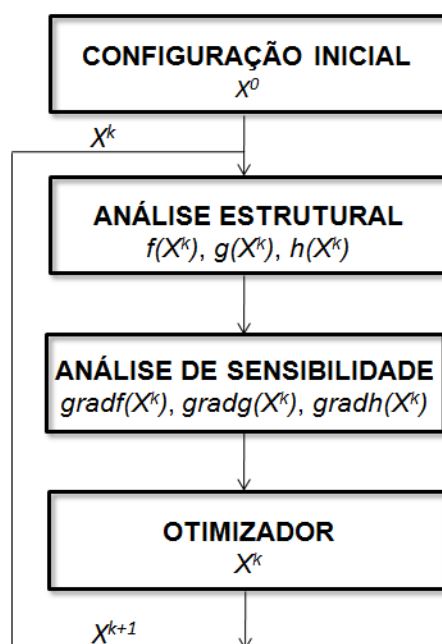 CONFIGURAÇÃO INICIAL
X⁰
Xᵏ
ANÁLISE ESTRUTURAL
f(Xᵏ), g(Xᵏ), h(Xᵏ)
ANÁLISE DE SENSIBILIDADE
gradf(Xᵏ), gradg(Xᵏ), gradh(Xᵏ)
OTIMIZADOR
Xᵏ
Xᵏ⁺¹